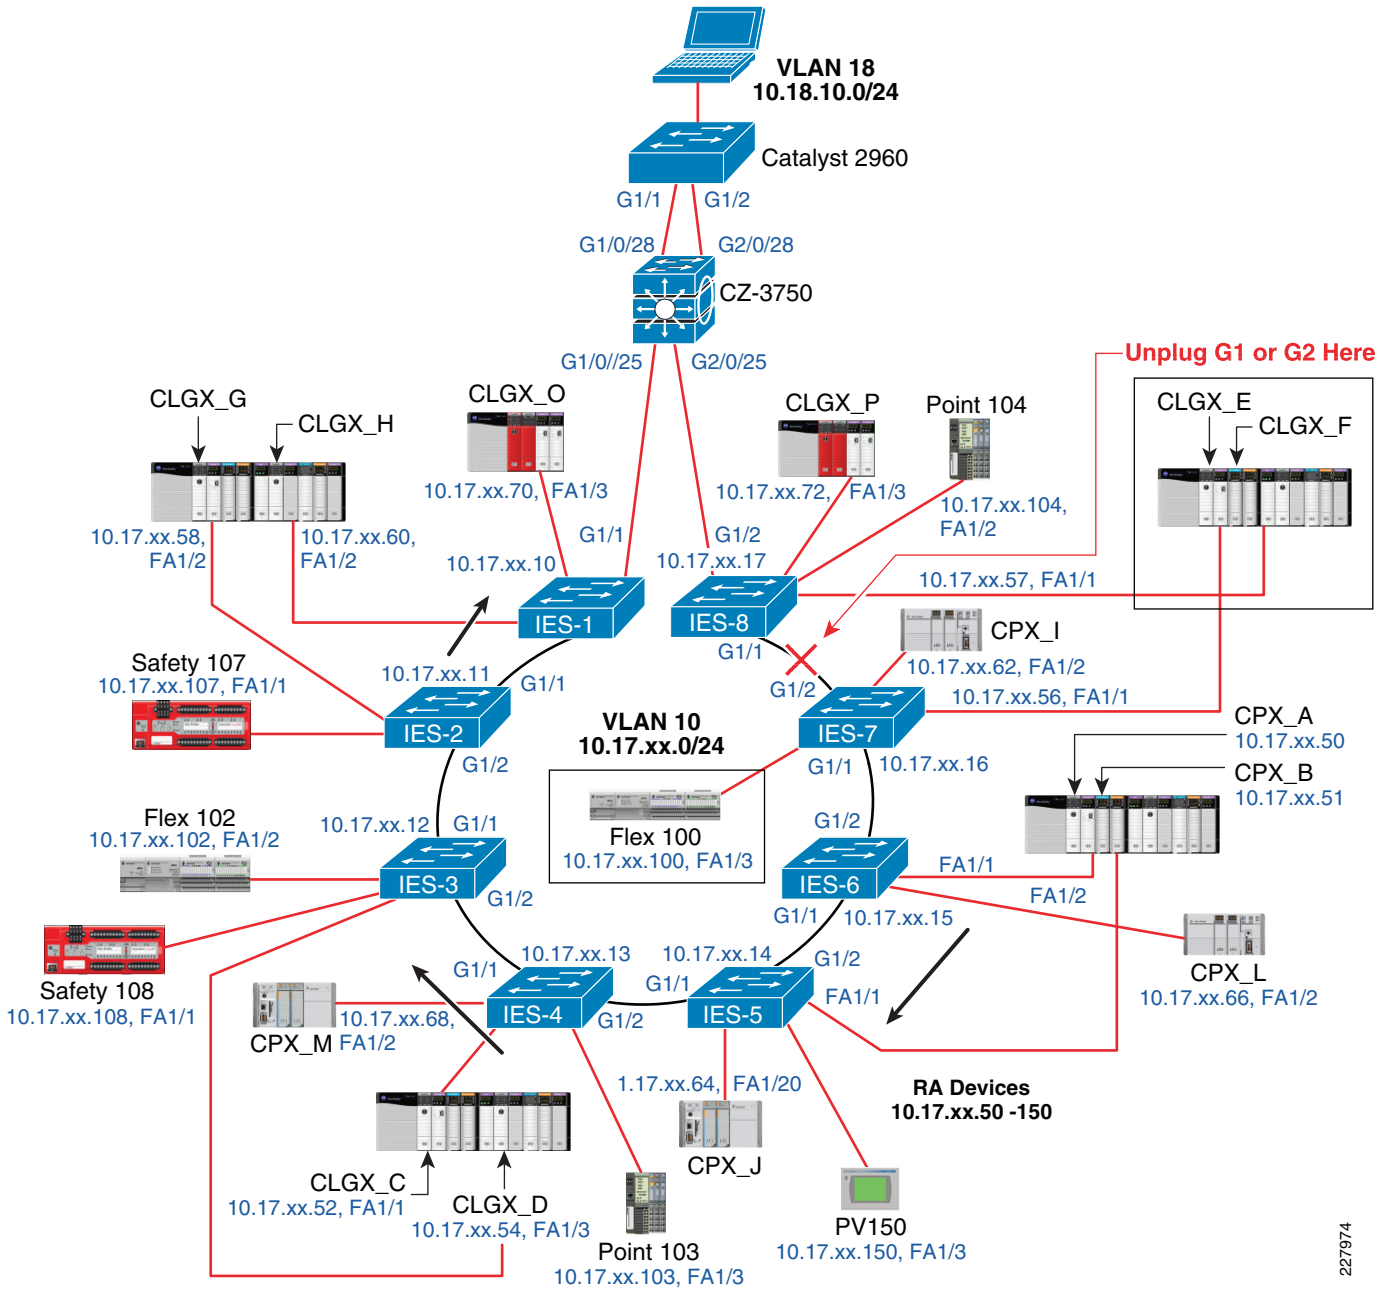 VLAN 18
10.18.10.0/24
Catalyst 2960
G1/1
G1/2
G1/0/28
G2/0/28
CZ-3750
G1/0//25
G2/0/25
Unplug G1 or G2 Here
CLGX_G
CLGX_H
CLGX_O
CLGX_P
Point 104
CLGX_E
CLGX_F
10.17.xx.58,
FA1/2
10.17.xx.60,
FA1/2
10.17.xx.70, FA1/3
10.17.xx.72, FA1/3
10.17.xx.104,
FA1/2
G1/1
G1/2
10.17.xx.10
10.17.xx.17
10.17.xx.57, FA1/1
IES-1
IES-8
CPX_I
10.17.xx.62, FA1/2
G1/1
G1/2
10.17.xx.56, FA1/1
Safety 107
10.17.xx.107, FA1/1
10.17.xx.11
G1/1
IES-2
G1/2
VLAN 10
10.17.xx.0/24
IES-7
G1/1
10.17.xx.16
CPX_A
10.17.xx.50
CPX_B
10.17.xx.51
Flex 102
10.17.xx.102, FA1/2
10.17.xx.12
G1/1
IES-3
G1/2
Flex 100
10.17.xx.100, FA1/3
G1/2
IES-6
FA1/1
FA1/2
G1/1
10.17.xx.15
Safety 108
10.17.xx.108, FA1/1
10.17.xx.13
G1/1
IES-4
G1/2
10.17.xx.14
G1/1
G1/2
IES-5
FA1/1
CPX_L
10.17.xx.66, FA1/2
CPX_M
10.17.xx.68,
FA1/2
1.17.xx.64, FA1/20
CPX_J
RA Devices
10.17.xx.50 -150
CLGX_C
10.17.xx.52, FA1/1
CLGX_D
10.17.xx.54, FA1/3
Point 103
10.17.xx.103, FA1/3
PV150
10.17.xx.150, FA1/3
227974